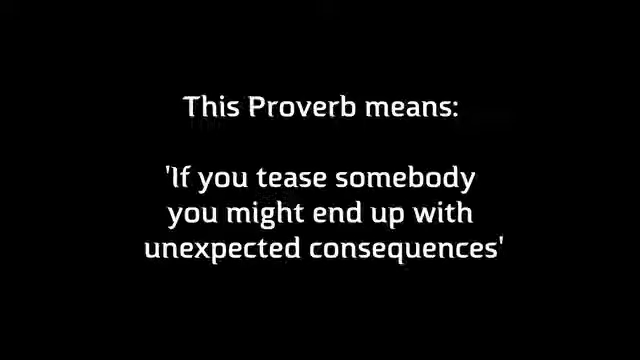 This Proverb means:
'If you tease somebody
you might end up with
unexpected consequences'